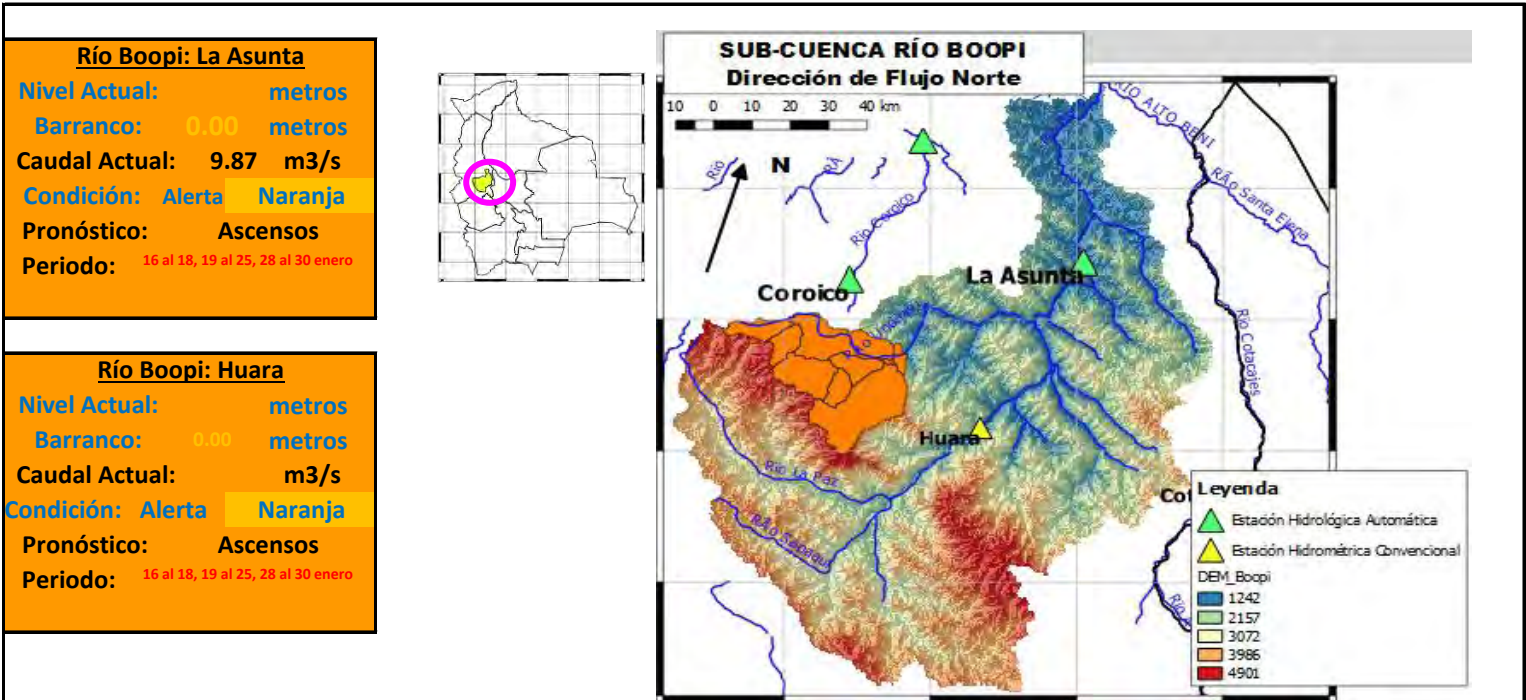 Río Boopi: La Asunta
Nivel Actual: metros
Barranco: 0.00 metros
Caudal Actual: 9.87 m3/s
Condición: Alerta Naranja
Pronóstico: Ascensos
Periodo: 16 al 18, 19 al 25, 28 al 30 enero
Río Boopi: Huara
Nivel Actual: metros
Barranco: 0.00 metros
Caudal Actual: m3/s
Condición: Alerta Naranja
Pronóstico: Ascensos
Periodo: 16 al 18, 19 al 25, 28 al 30 enero
SUB-CUENCA RÍO BOOPI
Dirección de Flujo Norte
10 0 10 20 30 40 km
N
Río
RÃ
Río Coroico
RÍO ALTO BENI
RÃo Santa Elena
Coroico
La Asunta
Río Cotacajes
Huara
Río La Paz
RÃo Sapaqui
Cot
Leyenda
Estación Hidrológica Automática
Estación Hidrométrica Convencional
DEM_Boopi
1242
2157
3072
3986
4901